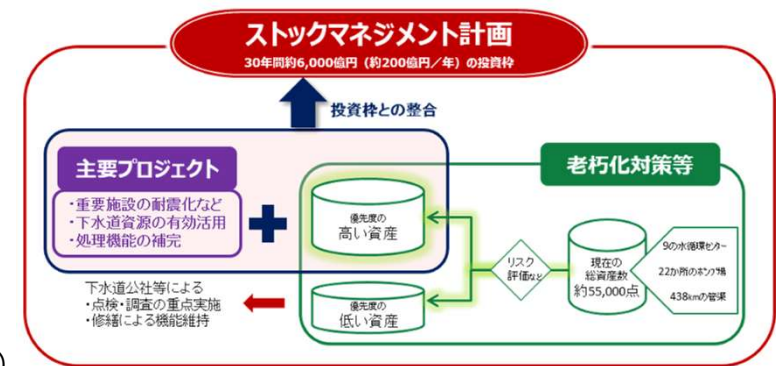 ストックマネジメント計画
30年間約6,000億円（約200億円／年）の投資枠
投資枠との整合
主要プロジェクト
・重要施設の耐震化など
・下水道資源の有効活用
・処理機能の補完
老朽化対策等
優先度の
高い資産
リスク
評価など
現在の
総資産数
約55,000点
9の水循環センター
22か所のポンプ場
438kmの管渠
下水道公社等による
・点検・調査の重点実施
・修繕による機能維持
優先度の
低い資産
)